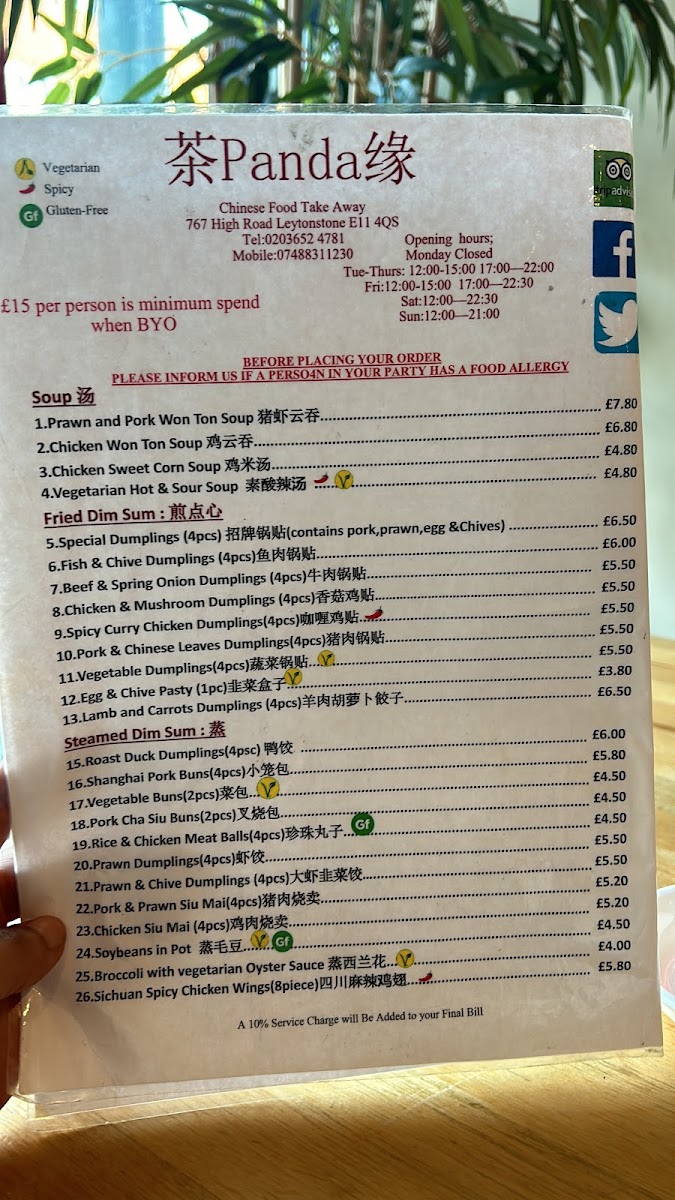 茶Panda缘
Vegetarian
Spicy
Gf Gluten-Free
Chinese Food Take Away
767 High Road Leytonstone E11 4QS
Tel:0203652 4781
Mobile:07488311230
Opening hours;
Monday Closed
Tue-Thurs: 12:00-15:00 17:00—22:00
Fri:12:00-15:00 17:00—22:30
Sat:12:00—22:30
Sun:12:00—21:00
£15 per person is minimum spend
when BYO
BEFORE PLACING YOUR ORDER
PLEASE INFORM US IF A PERSO4N IN YOUR PARTY HAS A FOOD ALLERGY
Soup 汤
1.Prawn and Pork Won Ton Soup 猪虾云吞 £7.80
2.Chicken Won Ton Soup 鸡云吞 £6.80
3.Chicken Sweet Corn Soup 鸡米汤 £4.80
4.Vegetarian Hot & Sour Soup 素酸辣汤 V £4.80
Fried Dim Sum : 煎点心
5.Special Dumplings (4pcs) 招牌锅贴(contains pork,prawn,egg &Chives) £6.50
6.Fish & Chive Dumplings (4pcs)鱼肉锅贴 £6.00
7.Beef & Spring Onion Dumplings (4pcs)牛肉锅贴 £5.50
8.Chicken & Mushroom Dumplings (4pcs)香菇鸡贴 £5.50
9.Spicy Curry Chicken Dumplings(4pcs)咖喱鸡贴 £5.50
10.Pork & Chinese Leaves Dumplings(4pcs)猪肉锅贴 £5.50
11.Vegetable Dumplings(4pcs)蔬菜锅贴 V £5.50
12.Egg & Chive Pasty (1pc)韭菜盒子 V £3.80
13.Lamb and Carrots Dumplings (4pcs)羊肉胡萝卜餃子 £6.50
Steamed Dim Sum : 蒸
15.Roast Duck Dumplings(4psc) 鸭饺 £6.00
16.Shanghai Pork Buns(4pcs)小笼包 £5.80
17.Vegetable Buns(2pcs)菜包 V £4.50
18.Pork Cha Siu Buns(2pcs)叉烧包 £4.50
19.Rice & Chicken Meat Balls(4pcs)珍珠丸子 Gf £4.50
20.Prawn Dumplings(4pcs)虾饺 £5.50
21.Prawn & Chive Dumplings (4pcs)大虾韭菜饺 £5.50
22.Pork & Prawn Siu Mai(4pcs)猪肉烧卖 £5.20
23.Chicken Siu Mai (4pcs)鸡肉烧卖 £5.20
24.Soybeans in Pot 蒸毛豆 V Gf £4.50
25.Broccoli with vegetarian Oyster Sauce 蒸西兰花 V £4.00
26.Sichuan Spicy Chicken Wings(8piece)四川麻辣鸡翅 £5.80
A 10% Service Charge will Be Added to your Final Bill